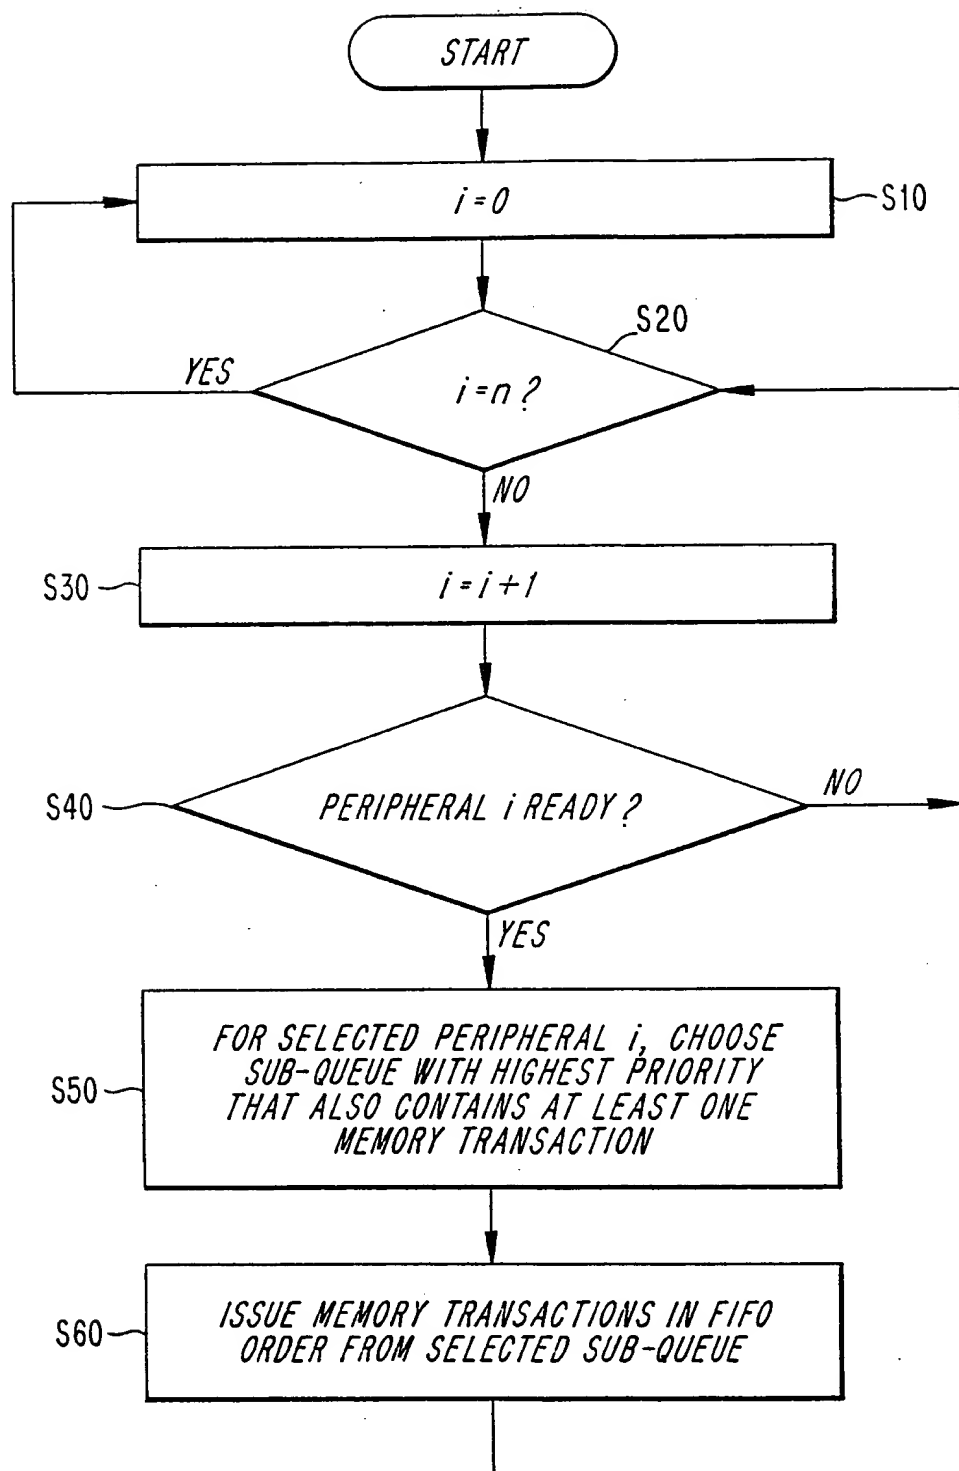 START
i=0
S10
S20
YES
i=n?
NO
S30
i=i+1
S40
PERIPHERAL i READY?
NO
YES
S50
FOR SELECTED PERIPHERAL i, CHOOSE
SUB-QUEUE WITH HIGHEST PRIORITY
THAT ALSO CONTAINS AT LEAST ONE
MEMORY TRANSACTION
S60
ISSUE MEMORY TRANSACTIONS IN FIFO
ORDER FROM SELECTED SUB-QUEUE